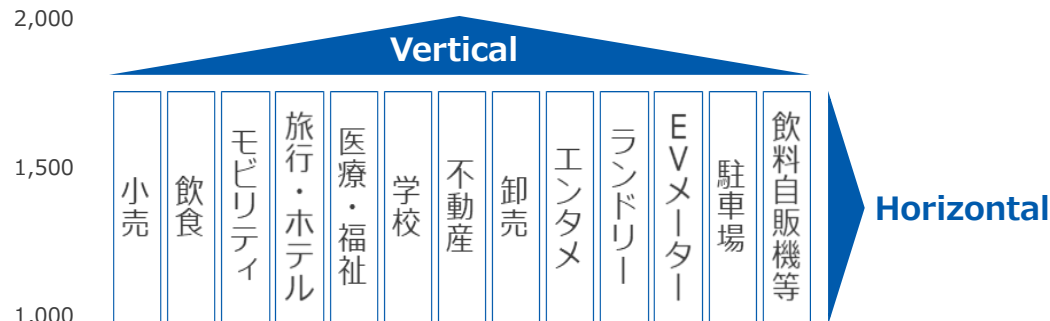 2,000
Vertical
1,500
1,000
小売
飲食
モビリティ
旅行・ホテル
医療・福祉
学校
不動産
卸売
エンタメ
ランドリー
EVメーター
駐車場
飲料自販機等
Horizontal